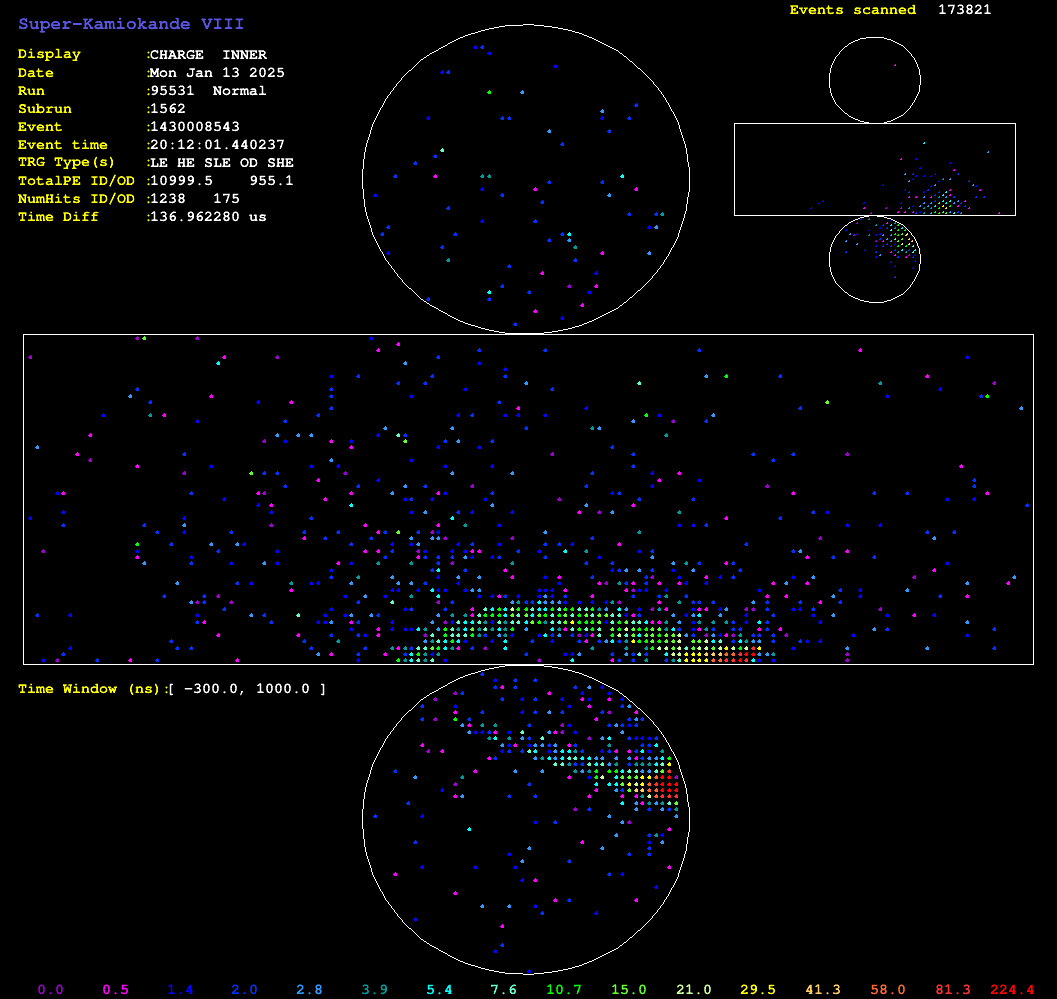 Super-Kamiokande VIII
Events scanned 173821
Display :CHARGE INNER
Date :Mon Jan 13 2025
Run :95531 Normal
Subrun :1562
Event :1430008543
Event time :20:12:01.440237
TRG Type(s) :LE HE SLE OD SHE
TotalPE ID/OD :10999.5 955.1
NumHits ID/OD :1238 175
Time Diff :136.962280 us
Time Window (ns):[ -300.0, 1000.0 ]
0.0 0.5 1.4 2.0 2.8 3.9 5.4 7.6 10.7 15.0 21.0 29.5 41.3 58.0 81.3 224.4